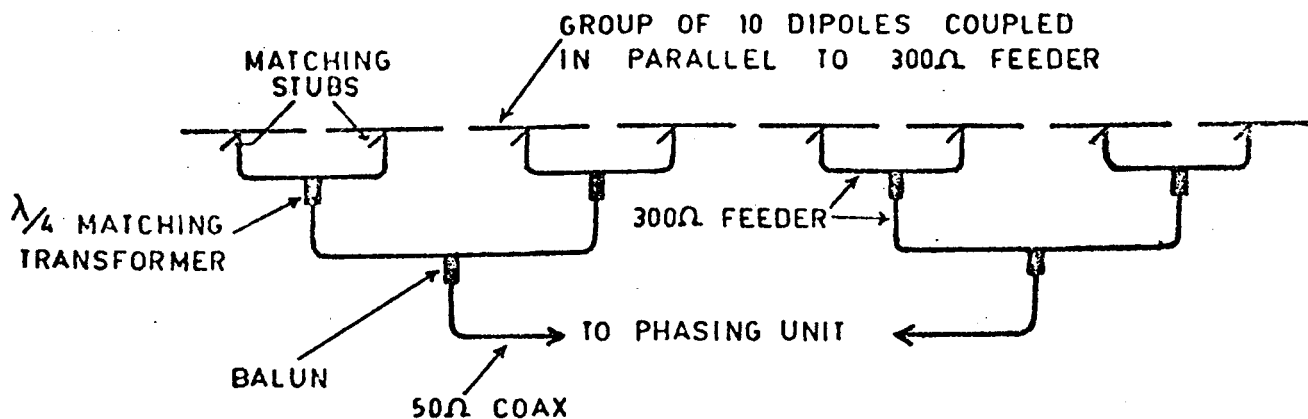 GROUP OF 10 DIPOLES COUPLED
IN PARALLEL TO 300Ω FEEDER
MATCHING
STUBS
λ/4 MATCHING
TRANSFORMER
300Ω FEEDER
TO PHASING UNIT
BALUN
50Ω COAX